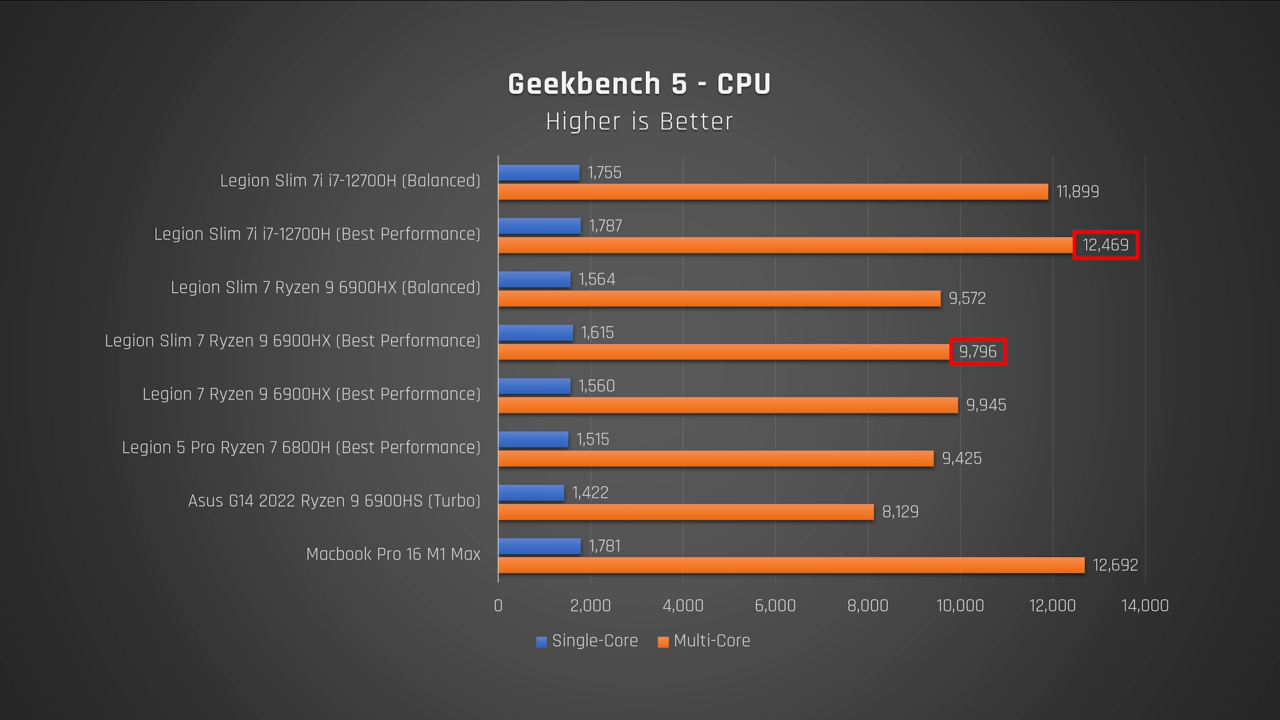 Geekbench 5 - CPU
Higher is Better
Legion Slim 7i i7-12700H (Balanced)
1,755
11,899
Legion Slim 7i i7-12700H (Best Performance)
1,787
12,469
Legion Slim 7 Ryzen 9 6900HX (Balanced)
1,564
9,572
Legion Slim 7 Ryzen 9 6900HX (Best Performance)
1,615
9,796
Legion 7 Ryzen 9 6900HX (Best Performance)
1,560
9,945
Legion 5 Pro Ryzen 7 6800H (Best Performance)
1,515
9,425
Asus G14 2022 Ryzen 9 6900HS (Turbo)
1,422
8,129
Macbook Pro 16 M1 Max
1,781
12,692
0 2,000 4,000 6,000 8,000 10,000 12,000 14,000
Single-Core Multi-Core